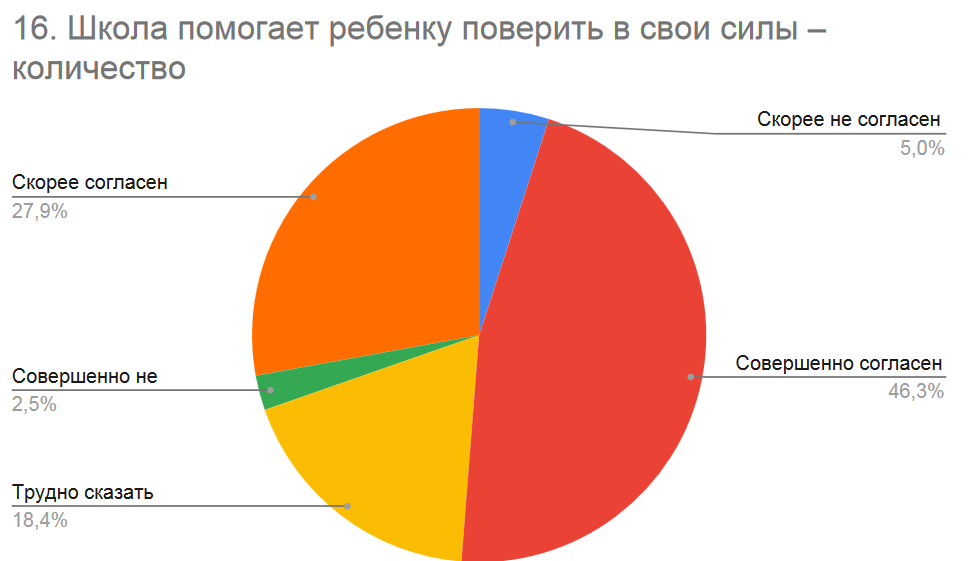 16. Школа помогает ребенку поверить в свои силы –
количество
Скорее не согласен
5,0%
Скорее согласен
27,9%
Совершенно согласен
46,3%
Совершенно не
2,5%
Трудно сказать
18,4%